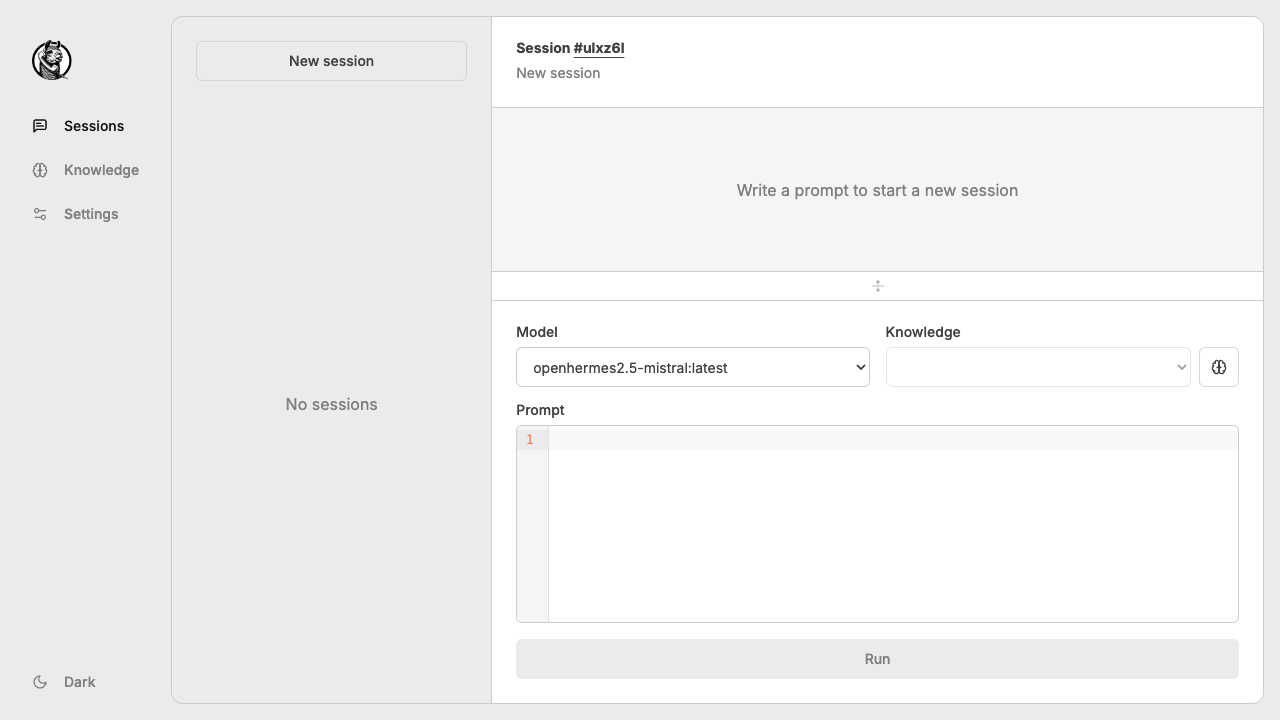 Sessions
Knowledge
Settings
Dark
New session
No sessions
Session #ulxz6l
New session
Write a prompt to start a new session
Model
openhermes2.5-mistral:latest
Knowledge
Prompt
1
Run